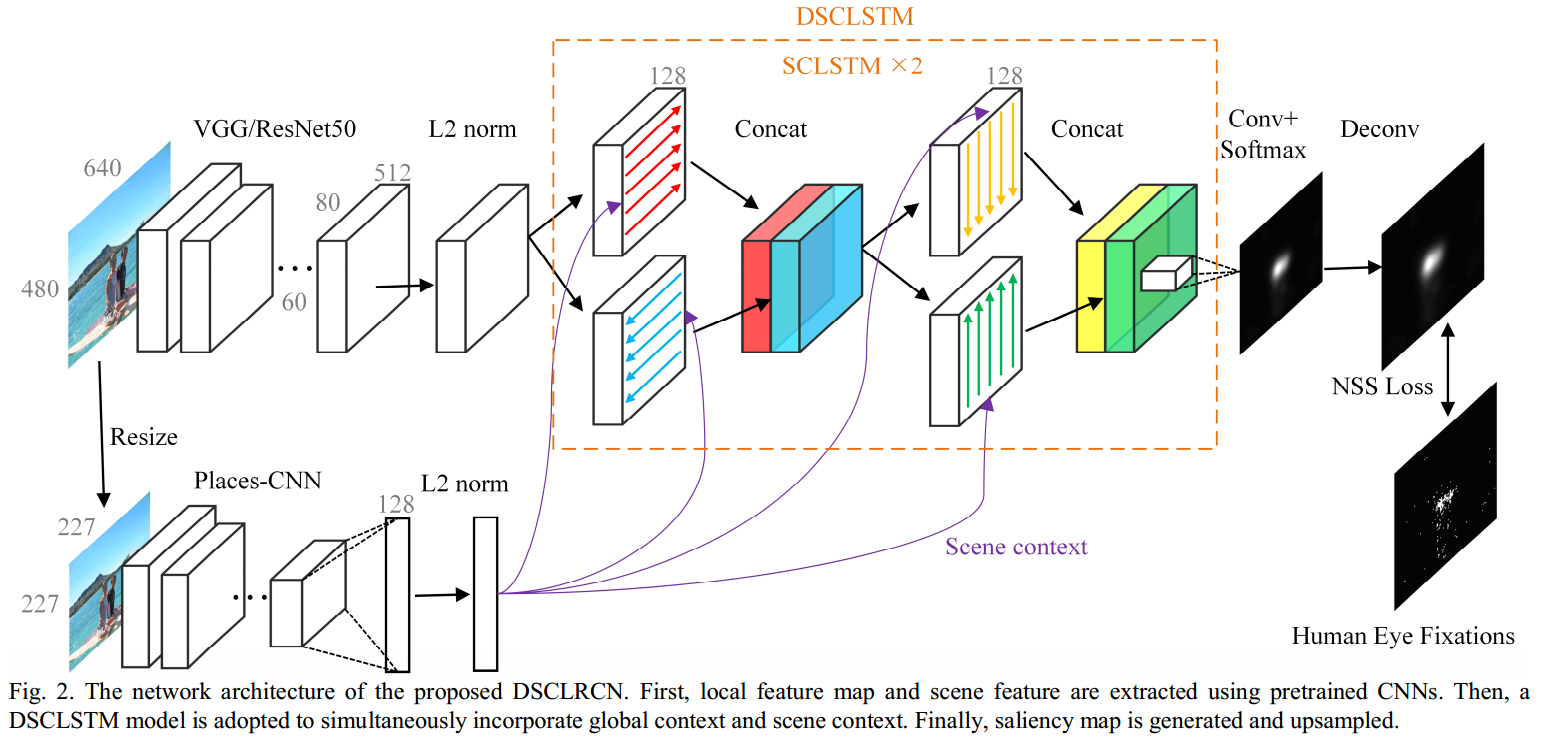 DSCLSTM
SCLSTM ×2
128
128
VGG/ResNet50
L2 norm
Concat
Concat
Conv+
Softmax
Deconv
640
512
80
480
60
NSS Loss
Resize
Places-CNN
L2 norm
128
227
227
Scene context
Human Eye Fixations
Fig. 2. The network architecture of the proposed DSCLRCN. First, local feature map and scene feature are extracted using pretrained CNNs. Then, a
DSCLSTM model is adopted to simultaneously incorporate global context and scene context. Finally, saliency map is generated and upsampled.